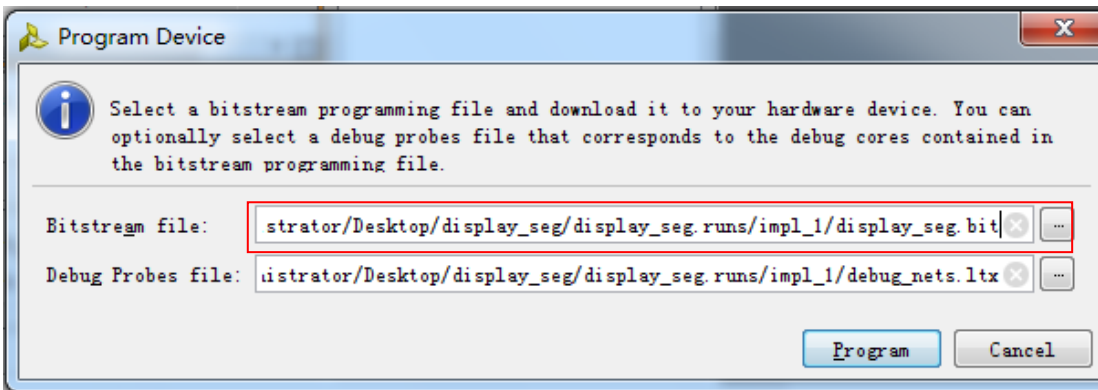 Program Device
Select a bitstream programming file and download it to your hardware device. You can
optionally select a debug probes file that corresponds to the debug cores contained in
the bitstream programming file.
Bitstream file: strator/Desktop/display_seg/display_seg.runs/impl_1/display_seg.bit ...
Debug Probes file: istrator/Desktop/display_seg/display_seg.runs/impl_1/debug_nets.ltx ...
Program Cancel